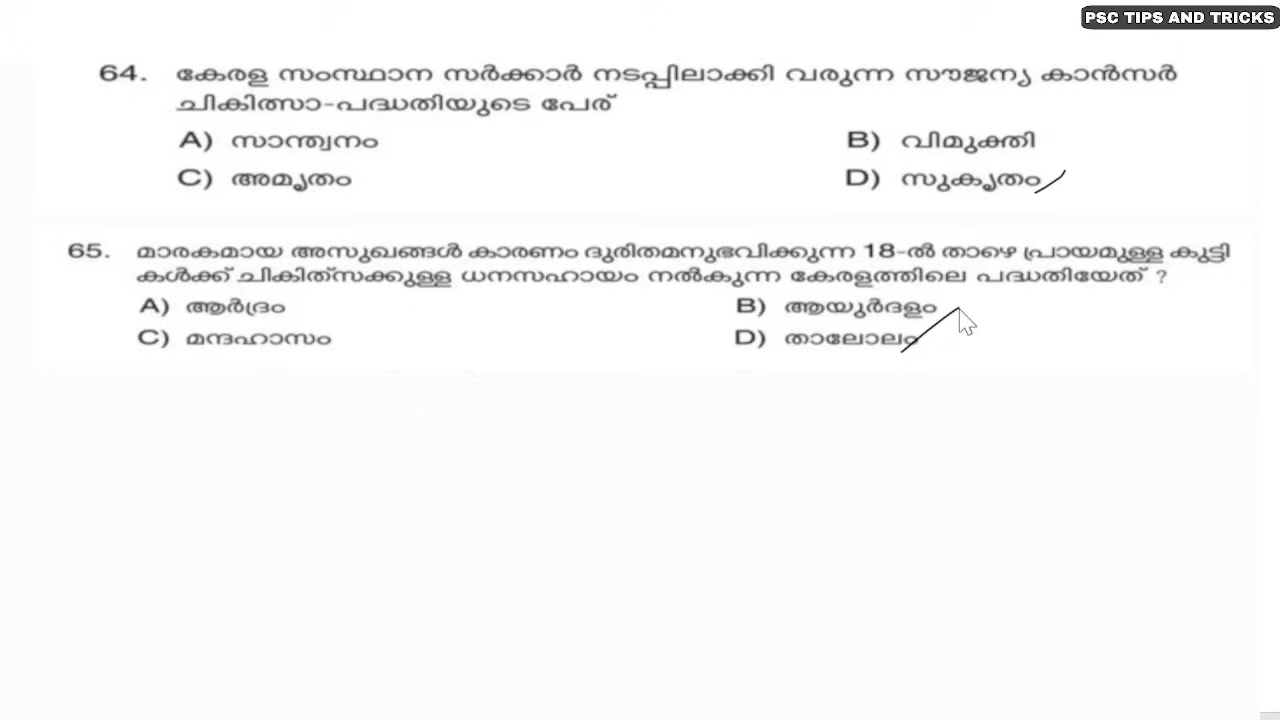 PSC TIPS AND TRICKS
64. കേരള സംസ്ഥാന സർക്കാർ നടപ്പിലാക്കി വരുന്ന സൗജന്യ കാൻസർ
ചികിത്സാ-പദ്ധതിയുടെ പേര്
A) സാന്ത്വനം B) വിമുക്തി
C) അമൃതം D) സുകൃതം
65. മാരകമായ അസുഖങ്ങൾ കാരണം ദുരിതമനുഭവിക്കുന്ന 18-ൽ താഴെ പ്രായമുള്ള കുട്ടി
കൾക്ക് ചികിത്സക്കുള്ള ധനസഹായം നൽകുന്ന കേരളത്തിലെ പദ്ധതിയേത് ?
A) ആർദ്രം B) ആയുർദളം
C) മന്ദഹാസം D) താലോലം